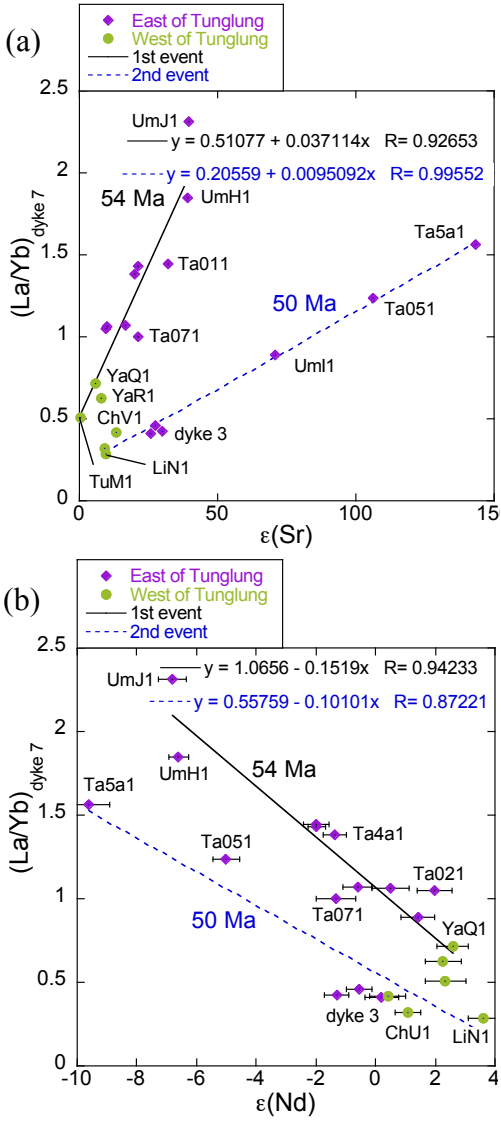 (a)
East of Tunglung
West of Tunglung
1st event
2nd event
2.5
2
1.5
1
0.5
0
(La/Yb)dyke 7
UmJ1
y = 0.51077 + 0.037114x R= 0.92653
y = 0.20559 + 0.0095092x R= 0.99552
54 Ma
UmH1
Ta5a1
Ta011
50 Ma
Ta051
Ta071
UmI1
YaQ1
YaR1
ChV1
dyke 3
TuM1
LiN1
0 50 100 150
ε(Sr)
(b)
East of Tunglung
West of Tunglung
1st event
2nd event
2.5
2
1.5
1
0.5
0
(La/Yb)dyke 7
y = 1.0656 - 0.1519x R= 0.94233
UmJ1
y = 0.55759 - 0.10101x R= 0.87221
UmH1
54 Ma
Ta5a1
Ta4a1
Ta051
Ta021
Ta071
50 Ma
YaQ1
dyke 3
ChU1
LiN1
-10 -8 -6 -4 -2 0 2 4
ε(Nd)